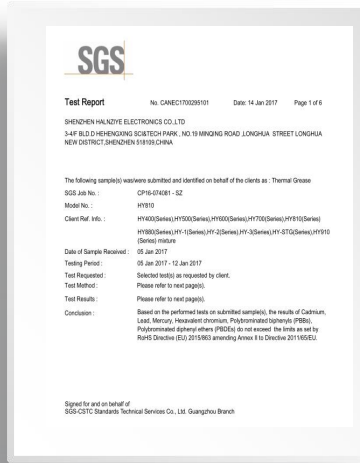 SGS
Test Report No. CANEC1700295101 Date: 14 Jan 2017 Page 1 of 6
SHENZHEN HALNZIYE ELECTRONICS CO.,LTD
3-4/F BLD.D HEHENGXING SCI&TECH PARK , NO.19 MINQING ROAD ,LONGHUA STREET LONGHUA
NEW DISTRICT,SHENZHEN 518109,CHINA
The following sample(s) was/were submitted and identified on behalf of the clients as : Thermal Grease
SGS Job No. : CP16-074061 - SZ
Model No. : HY810
Client Ref. Info. : HY400(Series),HY500(Series),HY600(Series),HY700(Series),HY810(Series)
HY880(Series),HY-1(Series),HY-2(Series),HY-3(Series),HY-STG(Series),HY910
(Series) mixture
Date of Sample Received : 05 Jan 2017
Testing Period : 05 Jan 2017 - 12 Jan 2017
Test Requested : Selected test(s) as requested by client.
Test Method : Please refer to next page(s).
Test Results : Please refer to next page(s).
Conclusion : Based on the performed tests on submitted sample(s), the results of Cadmium,
Lead, Mercury, Hexavalent chromium, Polybrominated biphenyls (PBBs),
Polybrominated diphenyl ethers (PBDEs) do not exceed the limits as set by
RoHS Directive (EU) 2015/863 amending Annex II to Directive 2011/65/EU.
Signed for and on behalf of
SGS-CSTC Standards Technical Services Co., Ltd. Guangzhou Branch